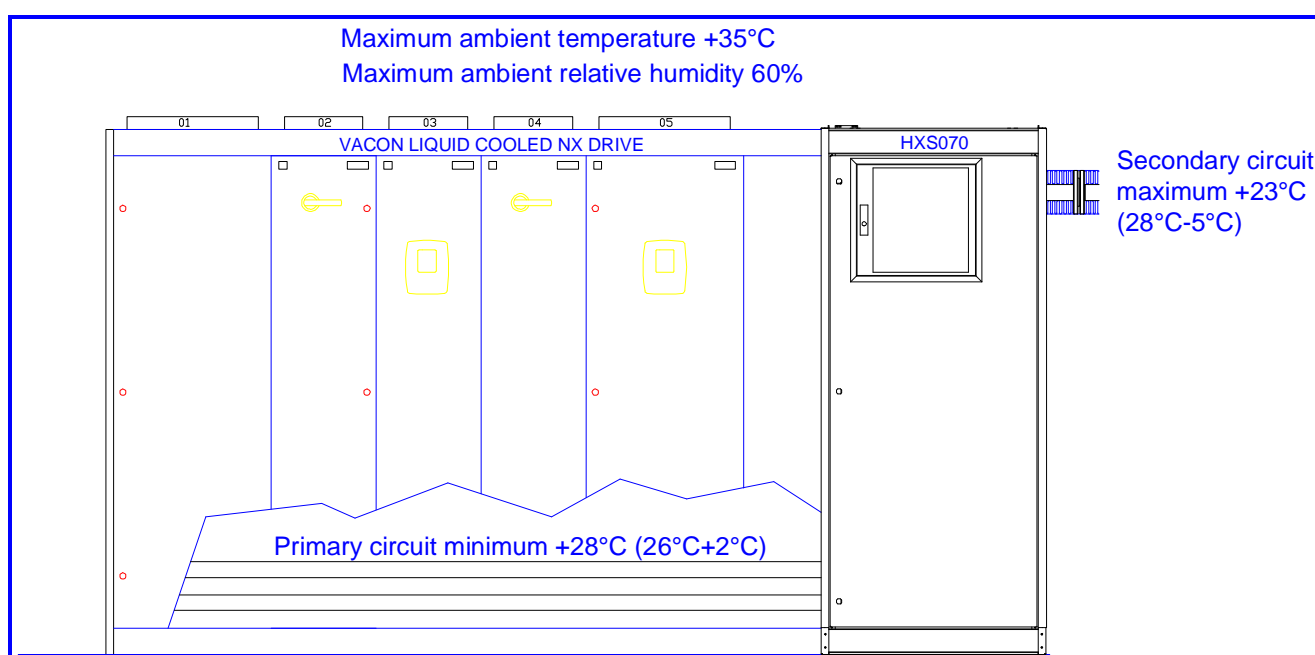 Maximum ambient temperature +35°C
Maximum ambient relative humidity 60%
01 02 03 04 05
VACON LIQUID COOLED NX DRIVE
HXS070
Secondary circuit
maximum +23°C
(28°C-5°C)
Primary circuit minimum +28°C (26°C+2°C)